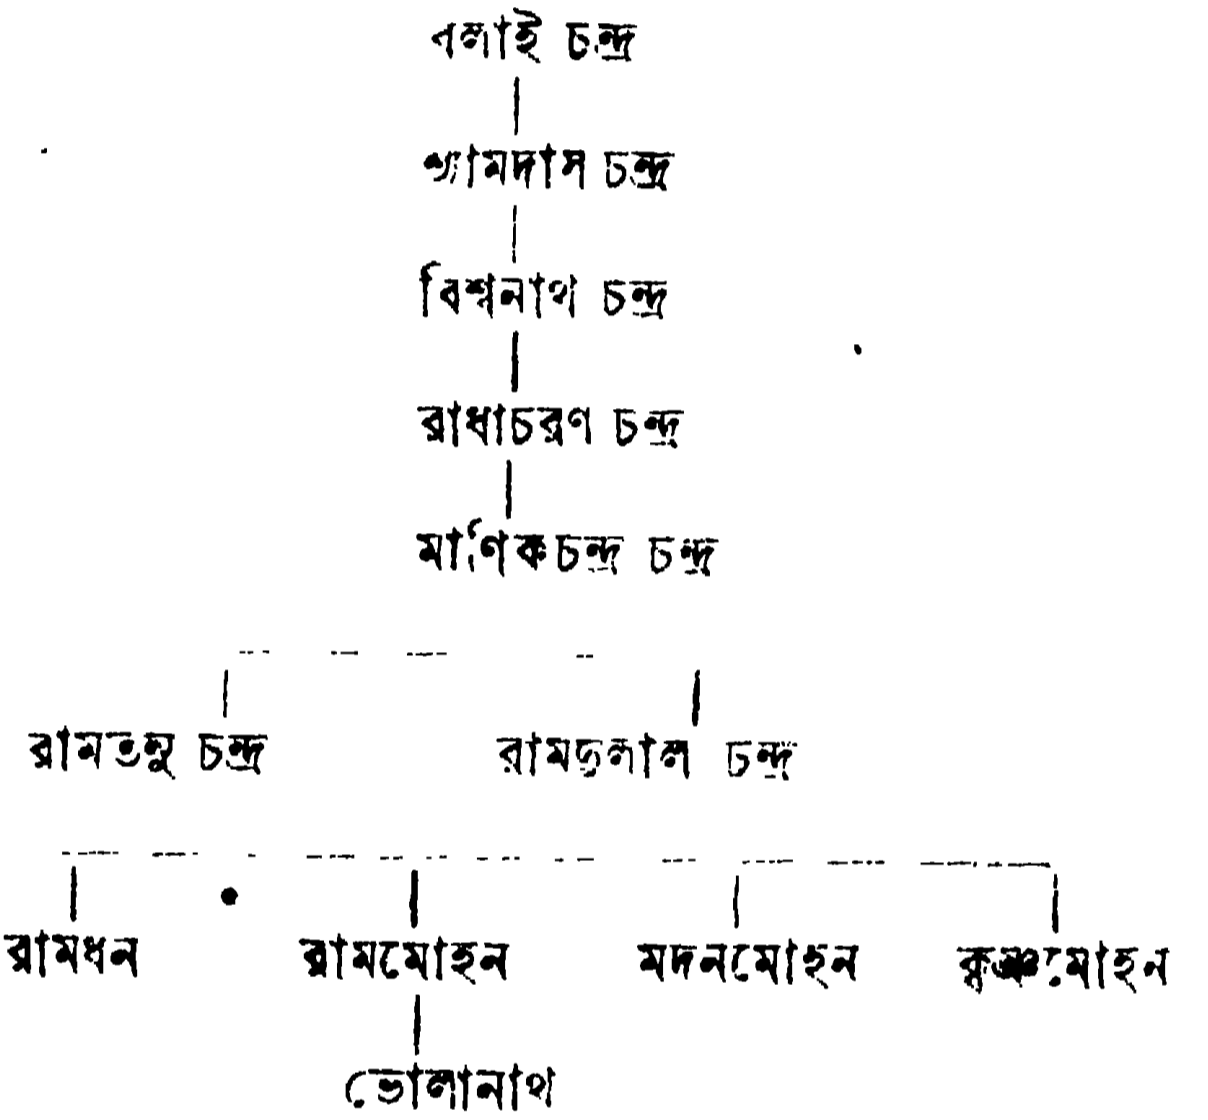 বলাই চন্দ্র
শ্যামদাস চন্দ্র
বিশ্বনাথ চন্দ্র
রাধাচরণ চন্দ্র
মাণিকচন্দ্র চন্দ্র
রামতনু চন্দ্র রামদুলাল চন্দ্র
রামধন রামমোহন মদনমোহন কৃষ্ণমোহন
ভোলানাথ